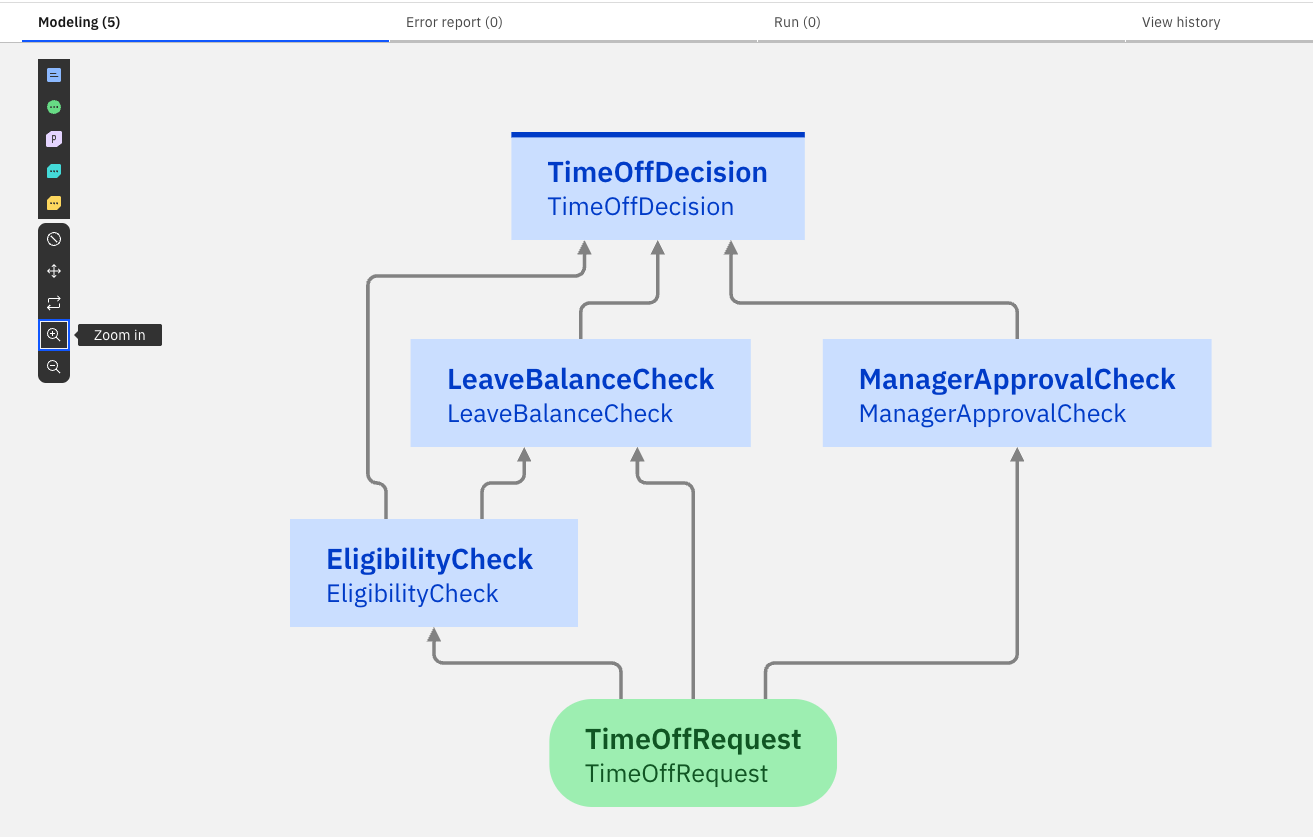 Modeling (5)
Error report (0)
Run (0)
View history
P
TimeOffDecision
TimeOffDecision
Zoom in
LeaveBalanceCheck
LeaveBalanceCheck
ManagerApprovalCheck
ManagerApprovalCheck
EligibilityCheck
EligibilityCheck
TimeOffRequest
TimeOffRequest